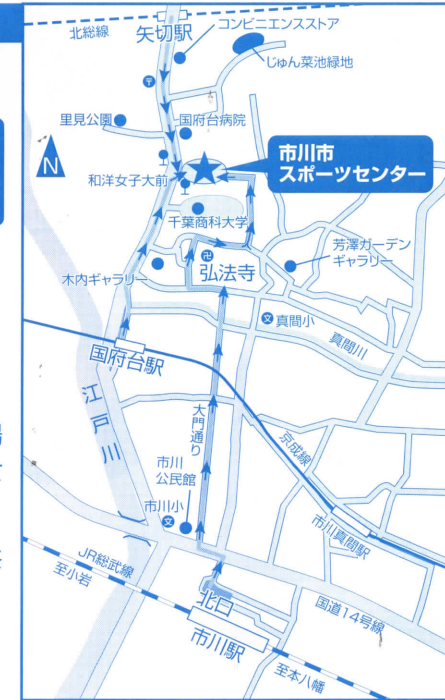 北総線
矢切駅
コンビニエンスストア
じゅん菜池緑地
里見公園
国府台病院
N
和洋女子大前
市川市
スポーツセンター
千葉商科大学
芳澤ガーデン
ギャラリー
卍
弘法寺
木内ギャラリー
文 真間小
真間川
国府台駅
江戸川
大門通り
京成線
市川
公民館
市川小
文
市川真間駅
JR総武線
至小岩
北口
国道14号線
市川駅
至本八幡